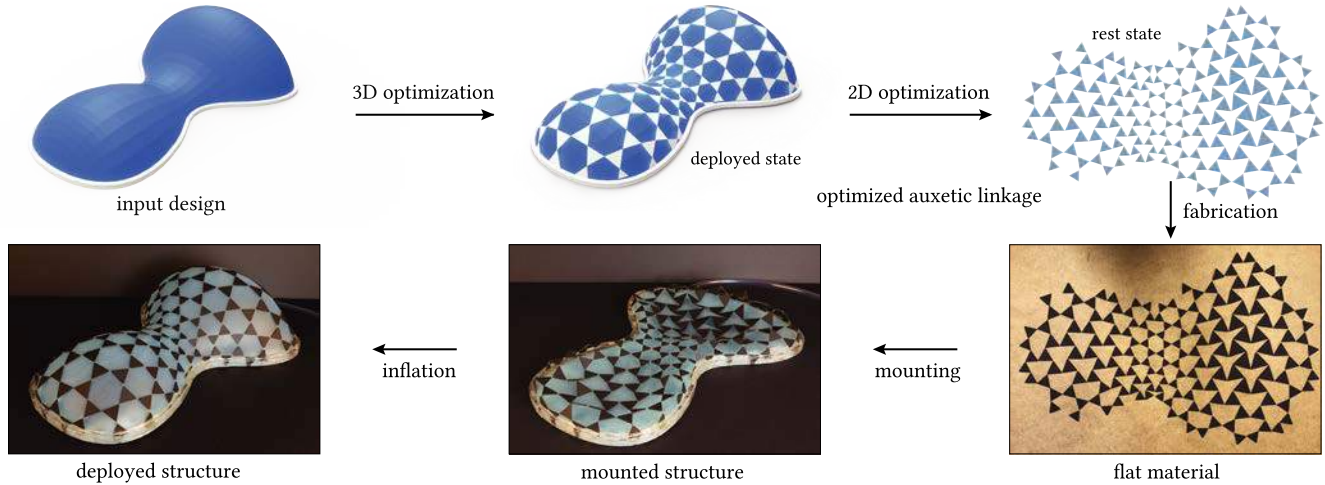 input design
3D optimization
deployed state
2D optimization
optimized auxetic linkage
rest state
fabrication
flat material
mounting
mounted structure
inflation
deployed structure